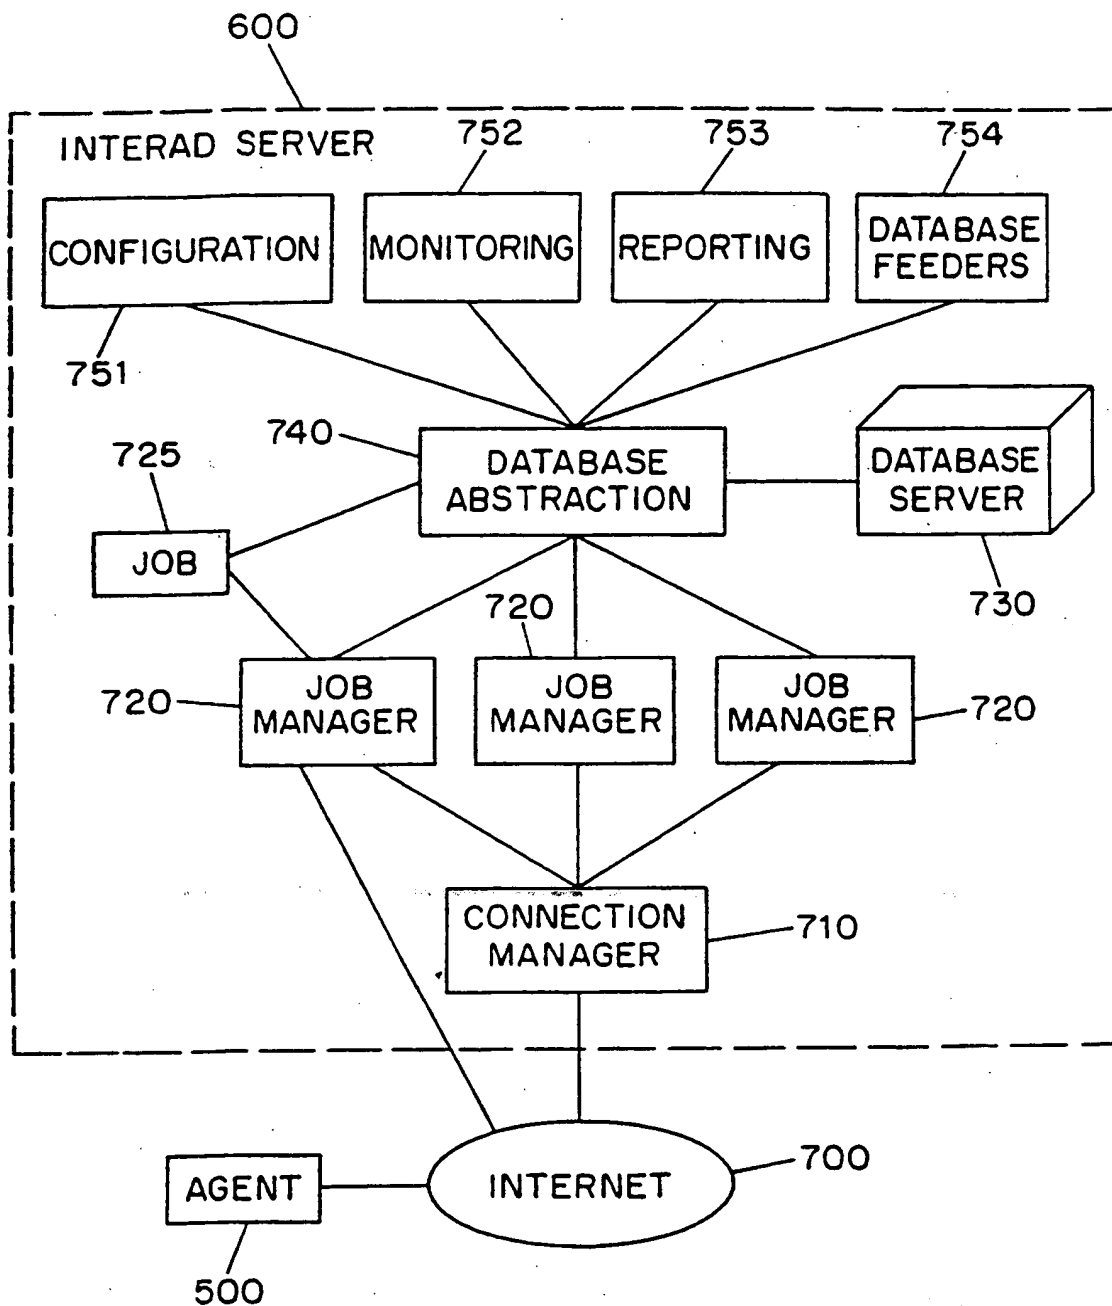 600
INTERAD SERVER
752
753
754
CONFIGURATION
MONITORING
REPORTING
DATABASE
FEEDERS
751
740
725
DATABASE
ABSTRACTION
DATABASE
SERVER
JOB
730
720
720
JOB
MANAGER
JOB
MANAGER
JOB
MANAGER
720
CONNECTION
MANAGER
710
AGENT
INTERNET
700
500